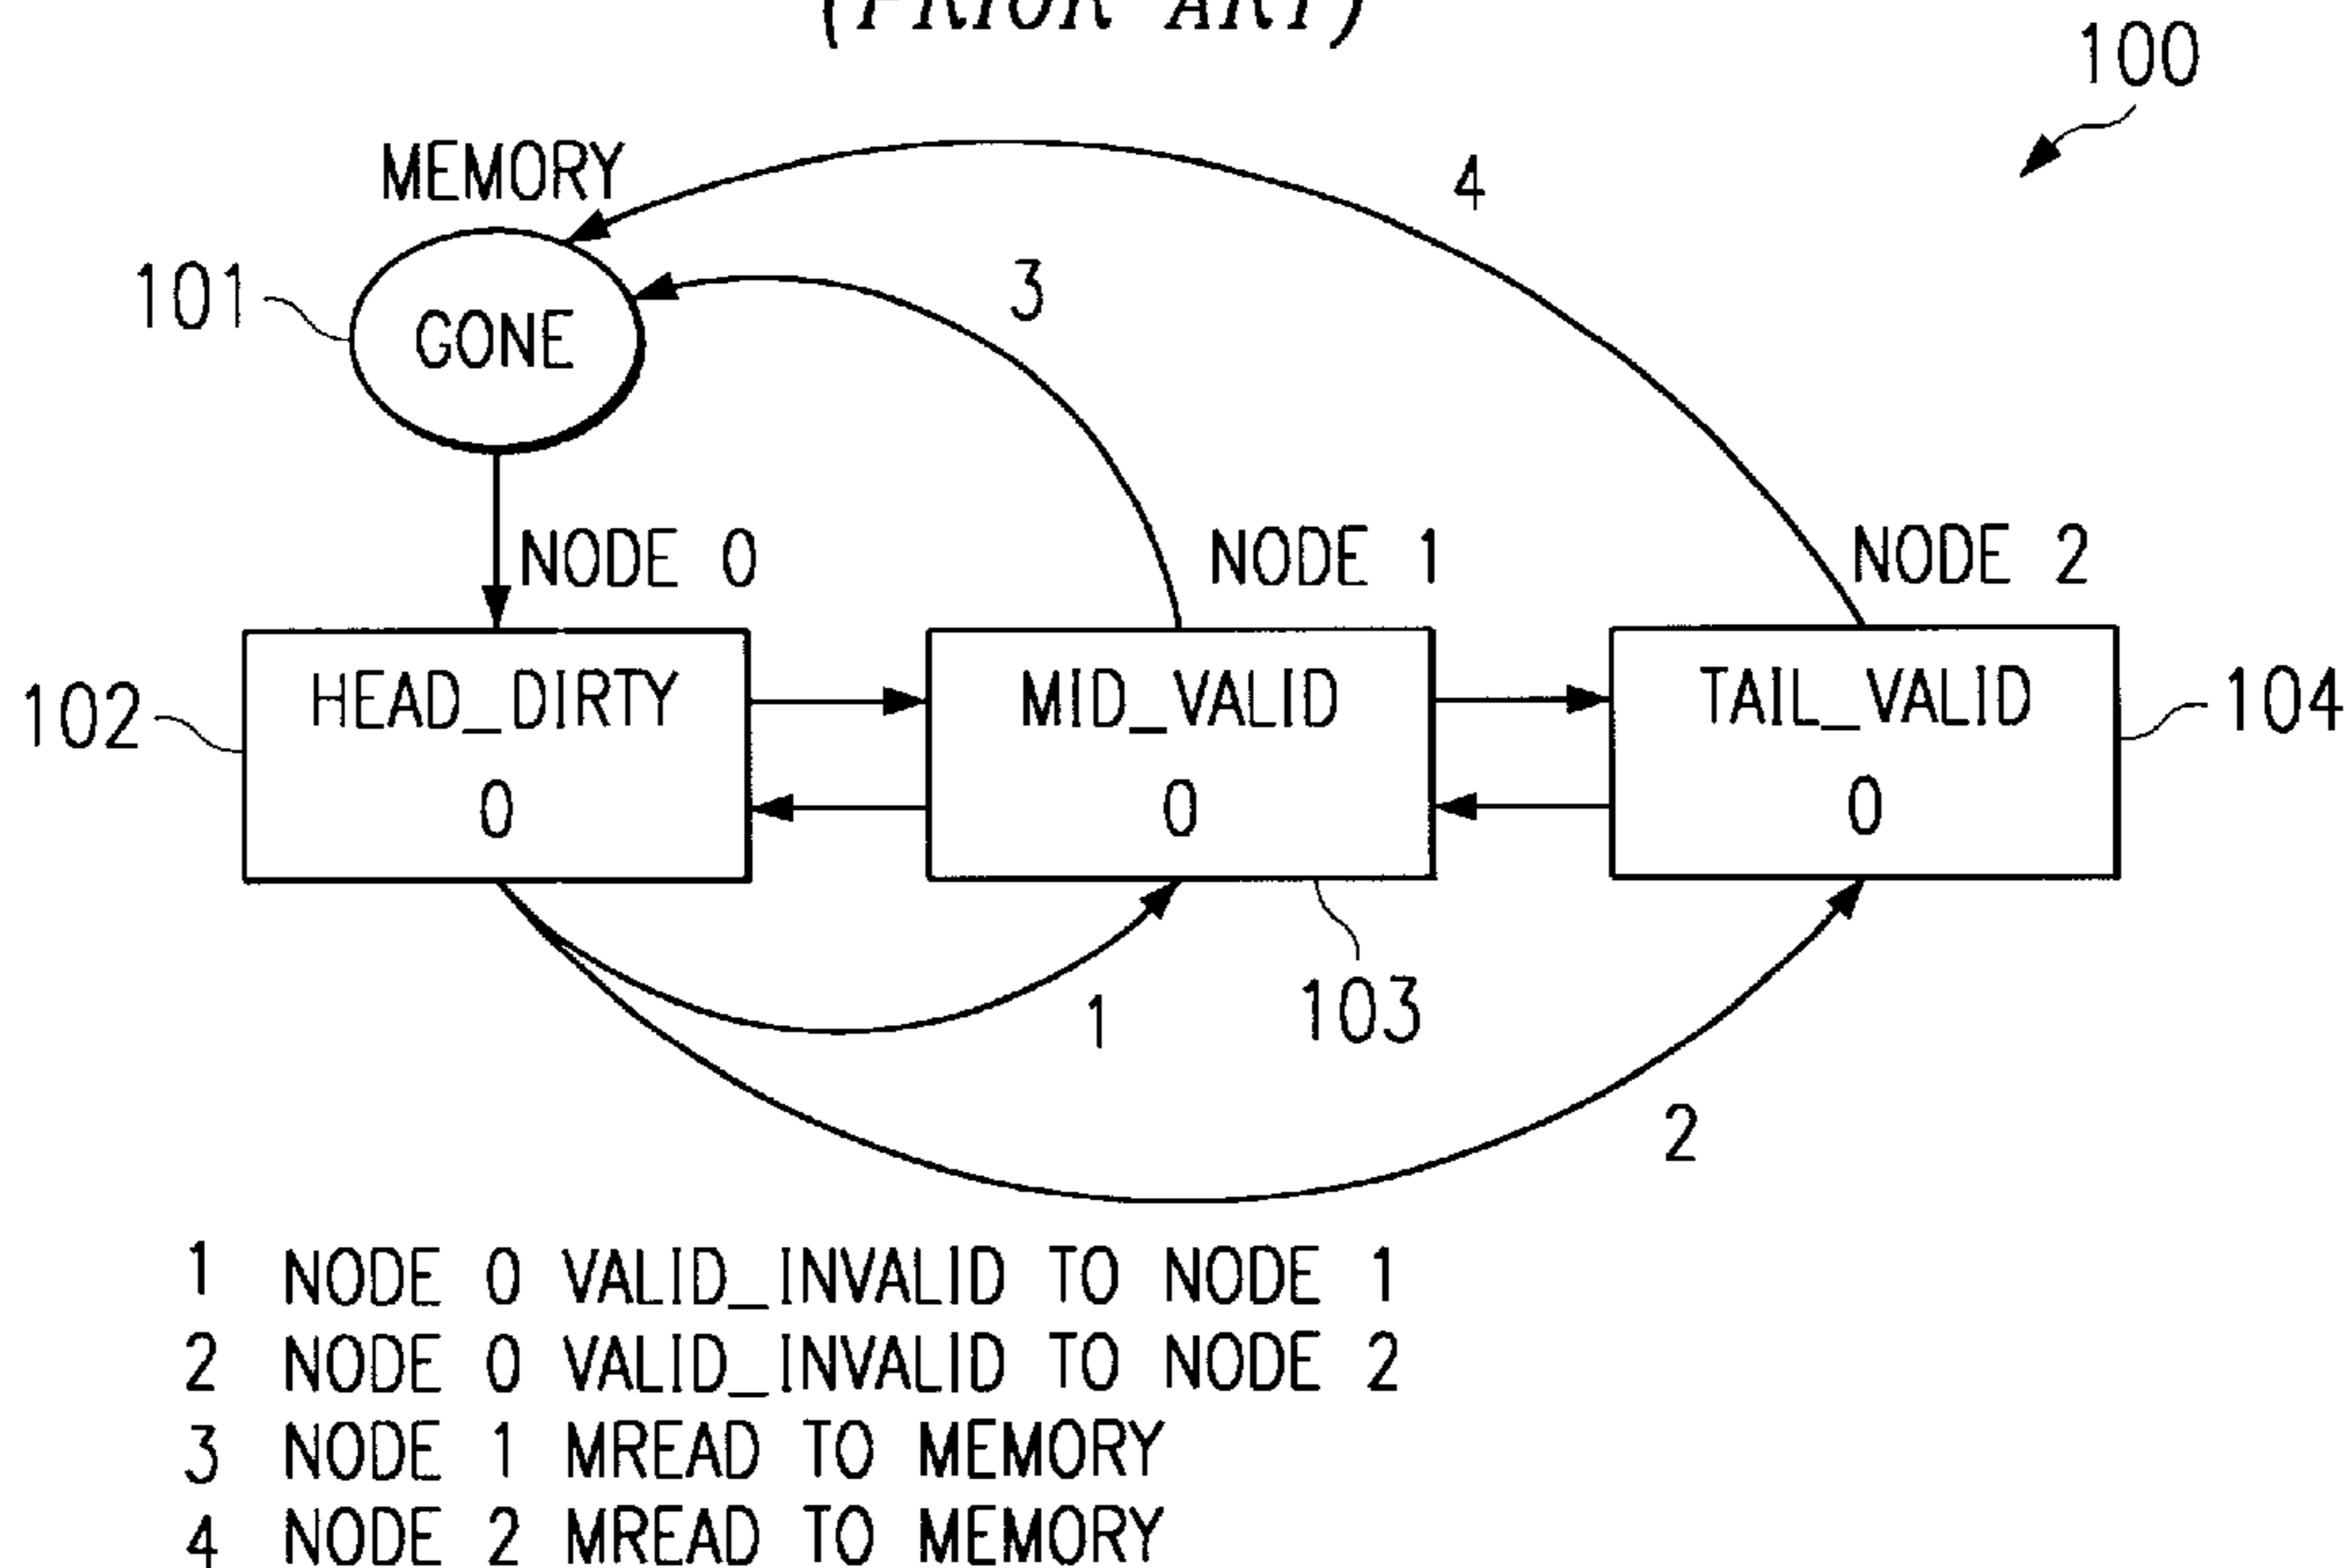 (PRIOR ART)
100
MEMORY
4
101
GONE
3
NODE 0
NODE 1
NODE 2
102
HEAD_DIRTY
0
MID_VALID
0
TAIL_VALID
0
104
1
103
2
1 NODE 0 VALID_INVALID TO NODE 1
2 NODE 0 VALID_INVALID TO NODE 2
3 NODE 1 MREAD TO MEMORY
4 NODE 2 MREAD TO MEMORY